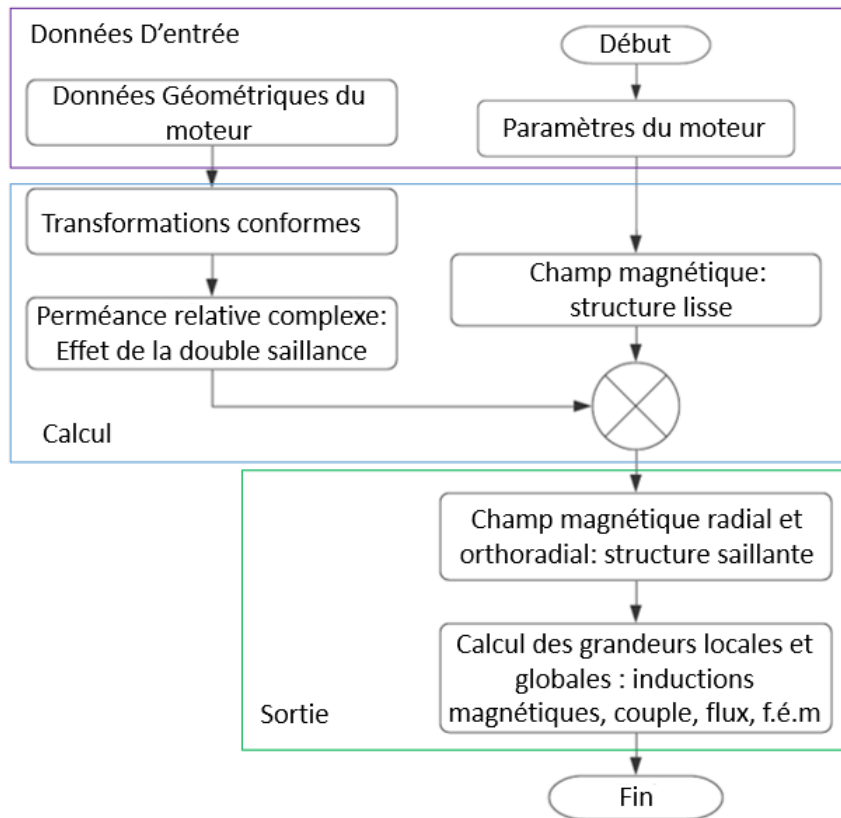 Données D'entrée
Début
Données Géométriques du
moteur
Paramètres du moteur
Transformations conformes
Champ magnétique:
structure lisse
Perméance relative complexe:
Effet de la double saillance
Calcul
Champ magnétique radial et
orthoradial: structure saillante
Calcul des grandeurs locales et
globales : inductions
magnétiques, couple, flux, f.é.m
Sortie
Fin